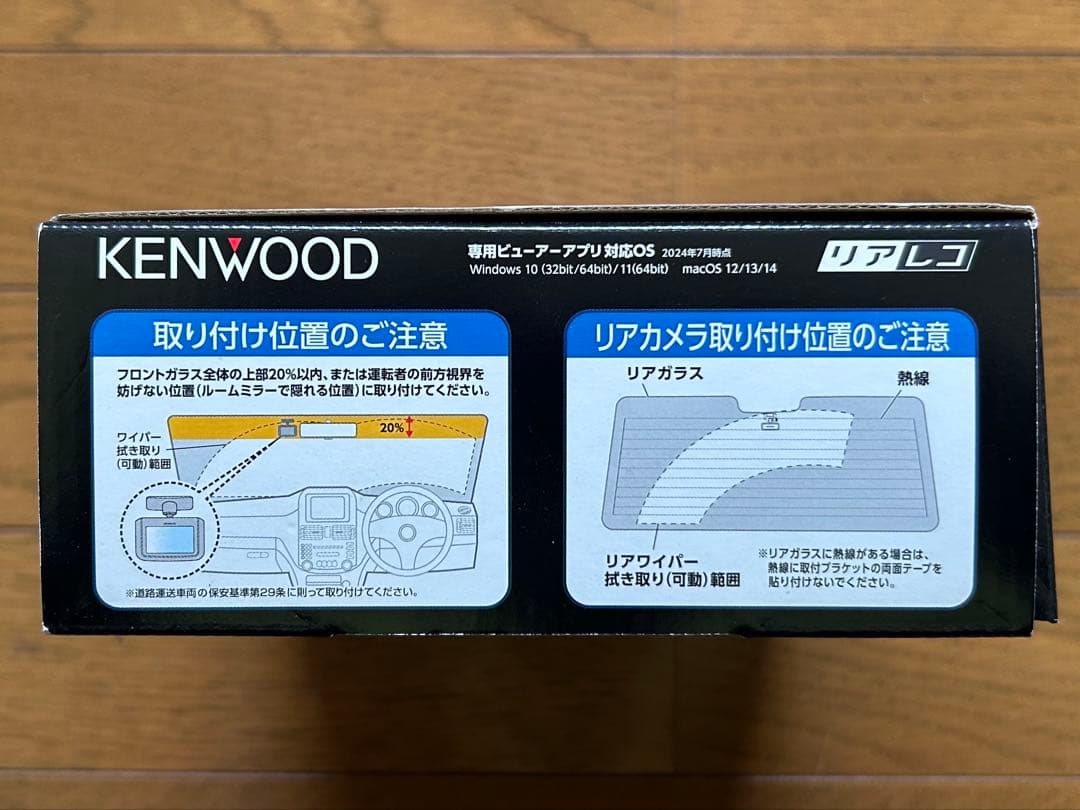 KENWOOD
専用ビューアーアプリ対応OS 2024年7月時点
Windows 10 (32bit/64bit)/11(64bit) macOS 12/13/14
リアレコ
取り付け位置のご注意
フロントガラス全体の上部20%以内、または運転者の前方視界を
妨げない位置(ルームミラーで隠れる位置)に取り付けてください。
20%
ワイパー
拭き取り
(可動)範囲
※道路運送車両の保安基準第29条に則って取り付けてください。
リアカメラ取り付け位置のご注意
リアガラス
熱線
リアワイパー
拭き取り(可動)範囲
※リアガラスに熱線がある場合は、
熱線に取付ブラケットの両面テープを
貼り付けないでください。